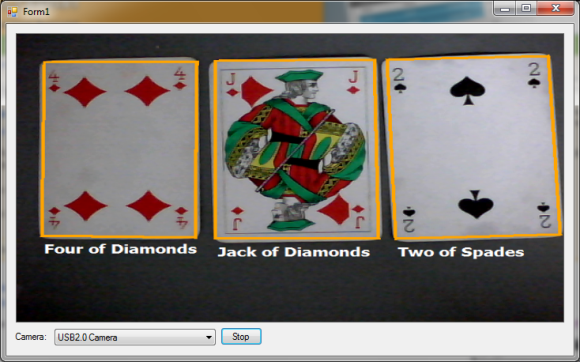 Form1
4 4 J J 2 2
4 4 J J 2 2
Four of Diamonds Jack of Diamonds Two of Spades
Camera: USB2.0 Camera Stop